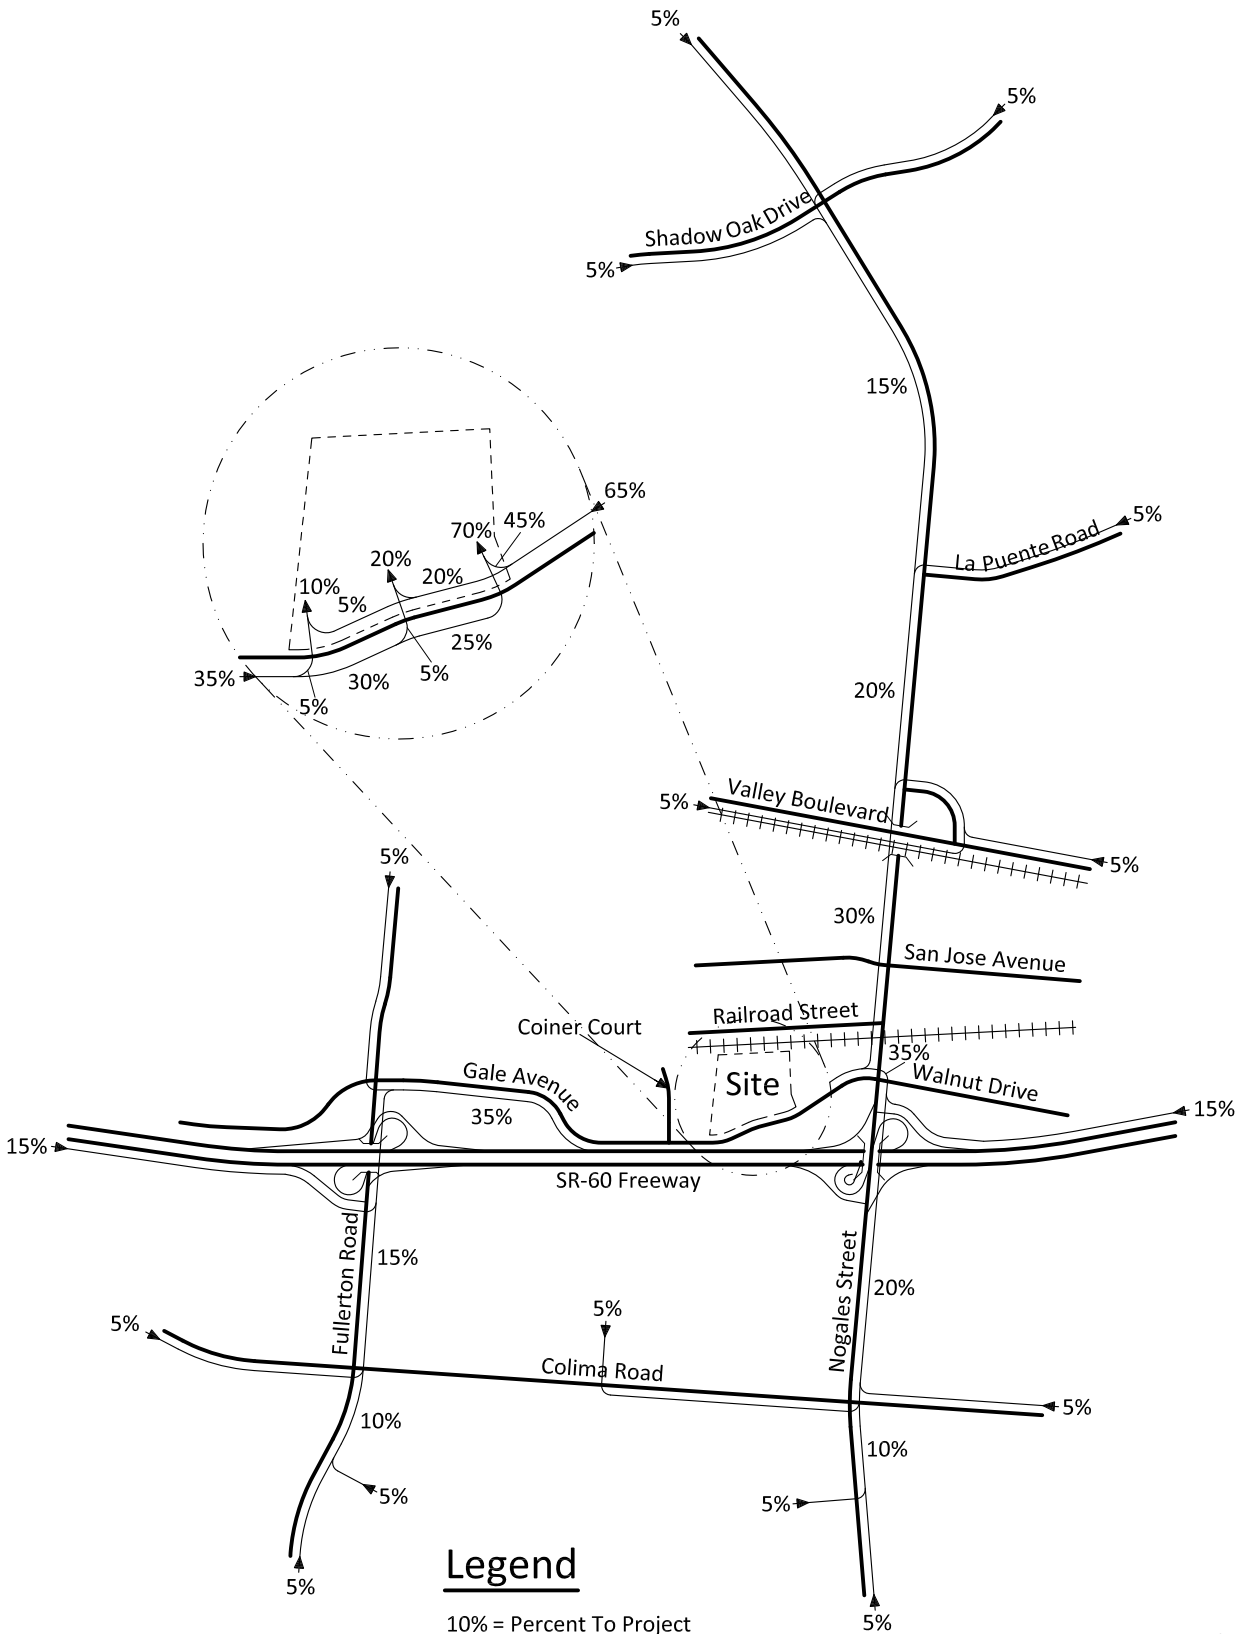 5%
5%
Shadow Oak Drive
5%
15%
65%
45%
70%
20%
20%
10%
5%
25%
5%
35%
30%
5%
5%
La Puente Road
20%
Valley Boulevard
5%
5%
5%
30%
San Jose Avenue
Railroad Street
Coiner Court
35%
Gale Avenue
Site
Walnut Drive
35%
15%
15%
SR-60 Freeway
Fullerton Road
15%
Nogales Street
20%
5%
5%
Colima Road
5%
10%
10%
5%
5%
5%
5%
Legend
10% = Percent To Project